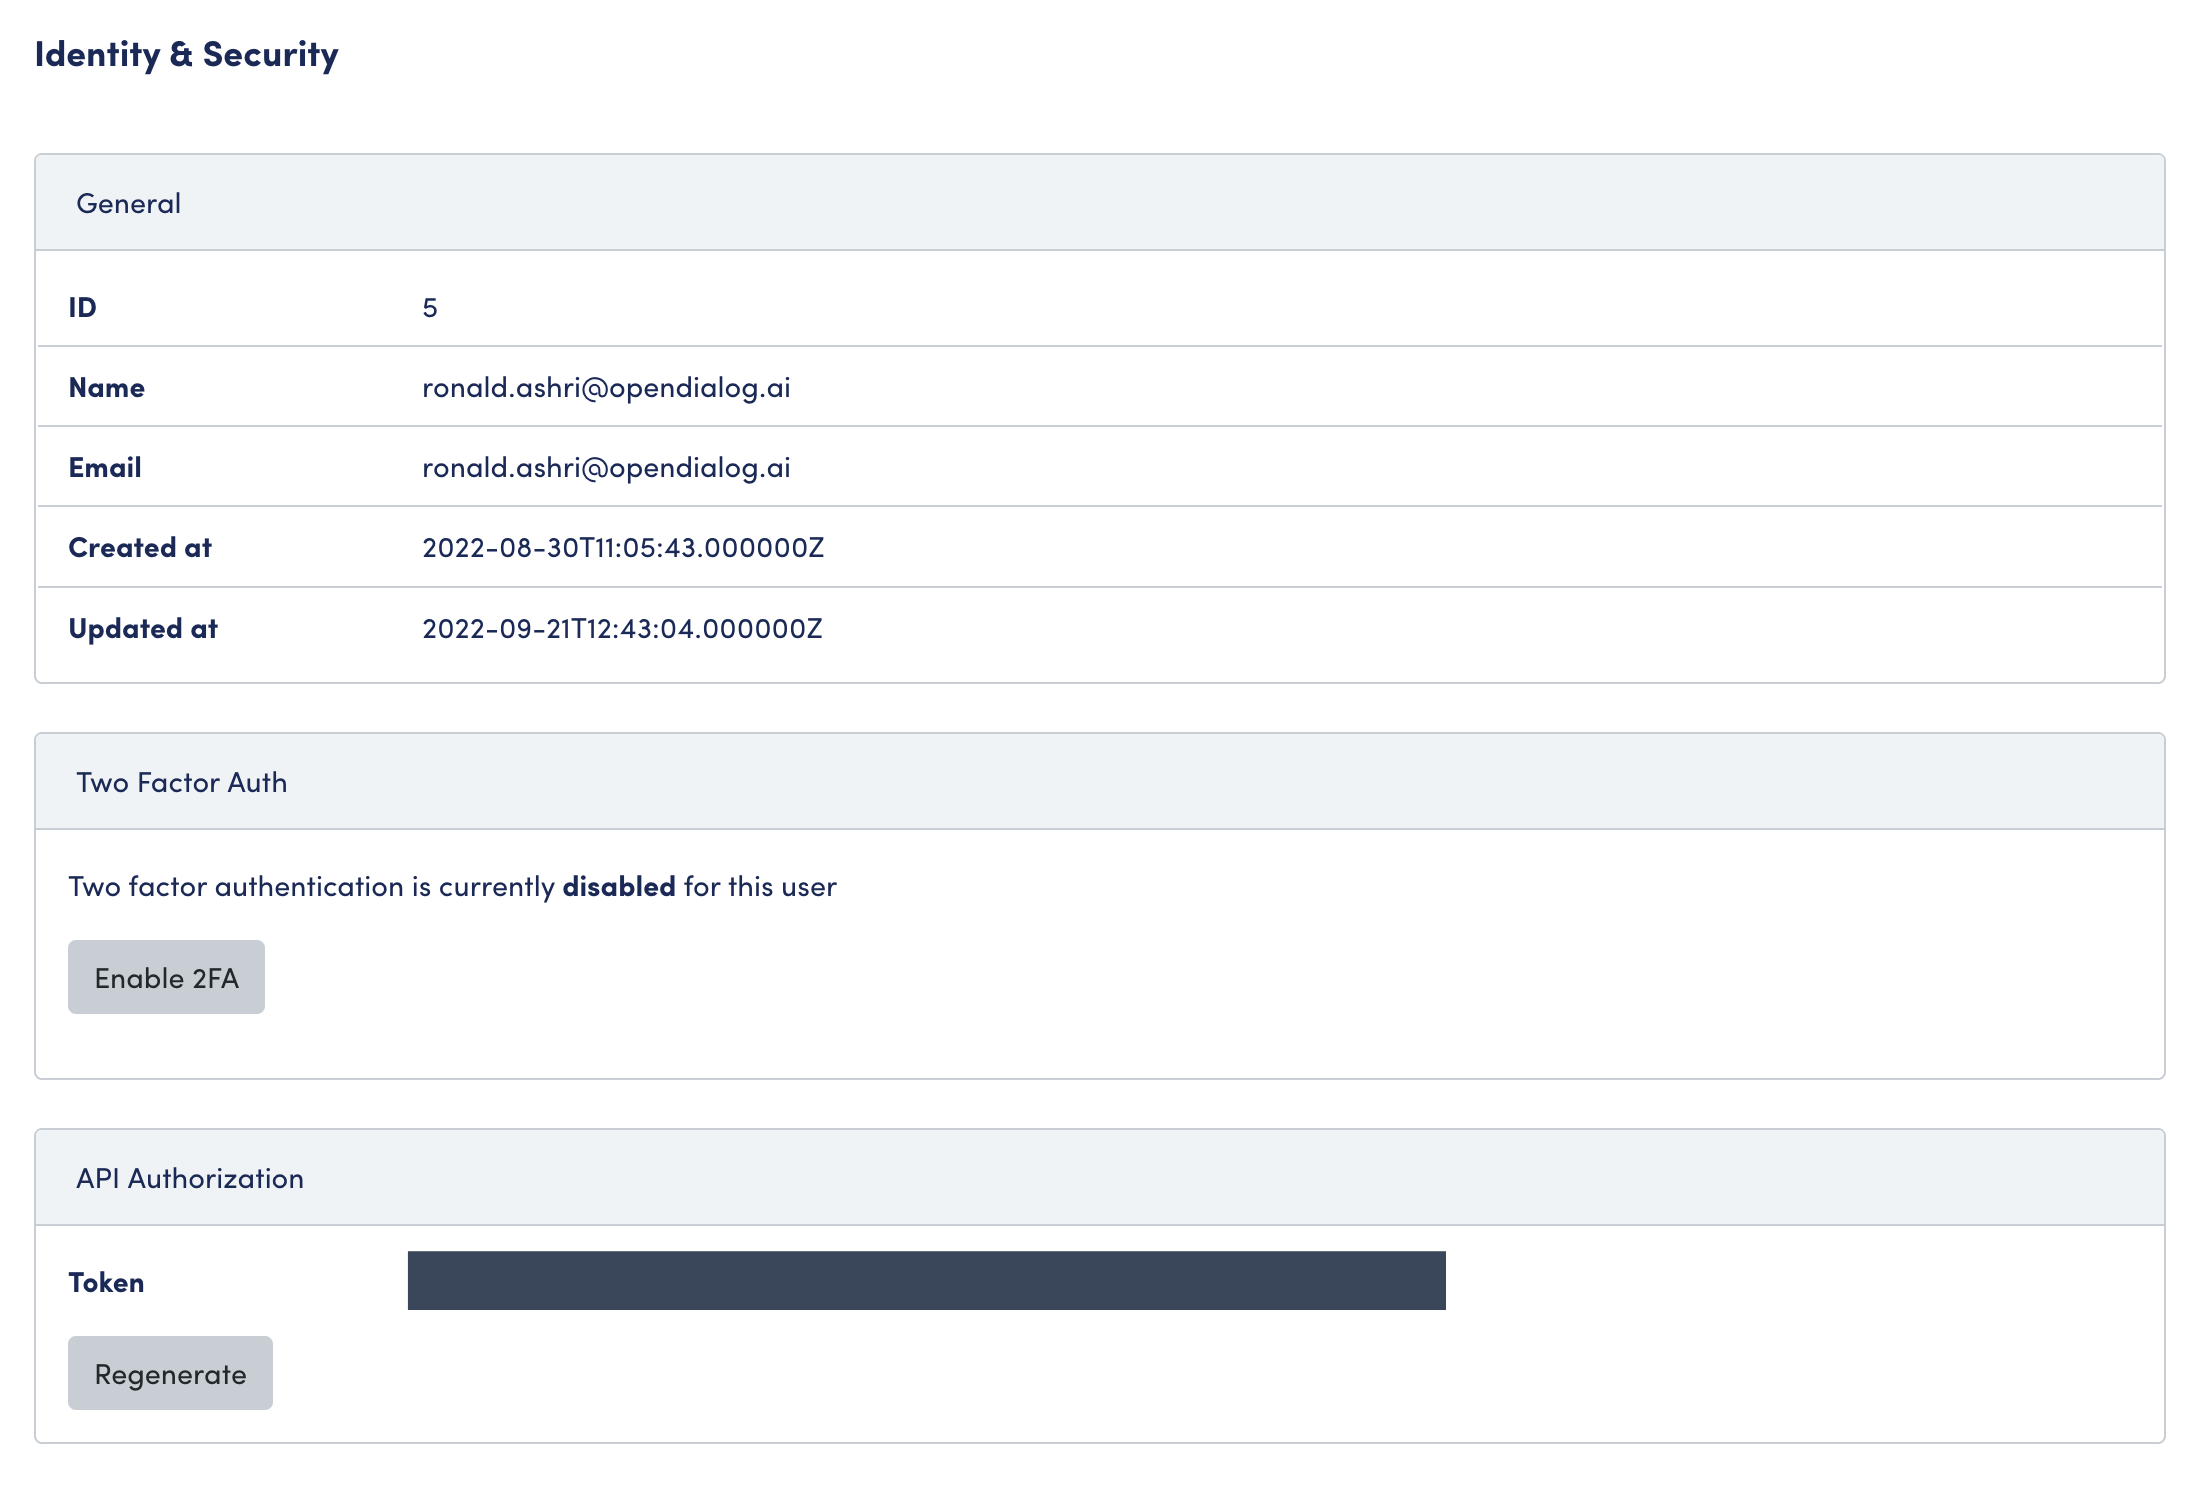 Identity & Security
General
ID 5
Name ronald.ashri@opendialog.ai
Email ronald.ashri@opendialog.ai
Created at 2022-08-30T11:05:43.000000Z
Updated at 2022-09-21T12:43:04.000000Z
Two Factor Auth
Two factor authentication is currently disabled for this user
Enable 2FA
API Authorization
Token
Regenerate